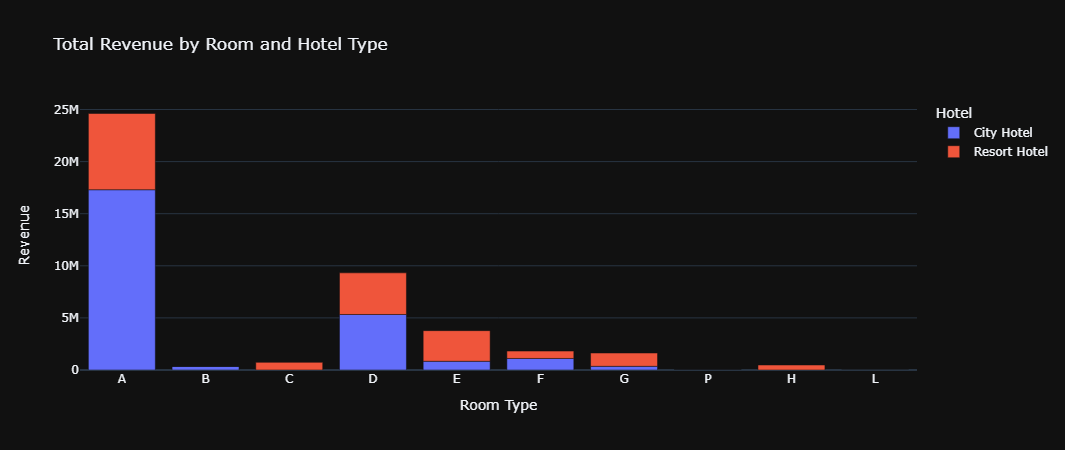 Total Revenue by Room and Hotel Type
Hotel
City Hotel
Resort Hotel
Revenue
25M
20M
15M
10M
5M
0
A B C D E F G P H L
Room Type